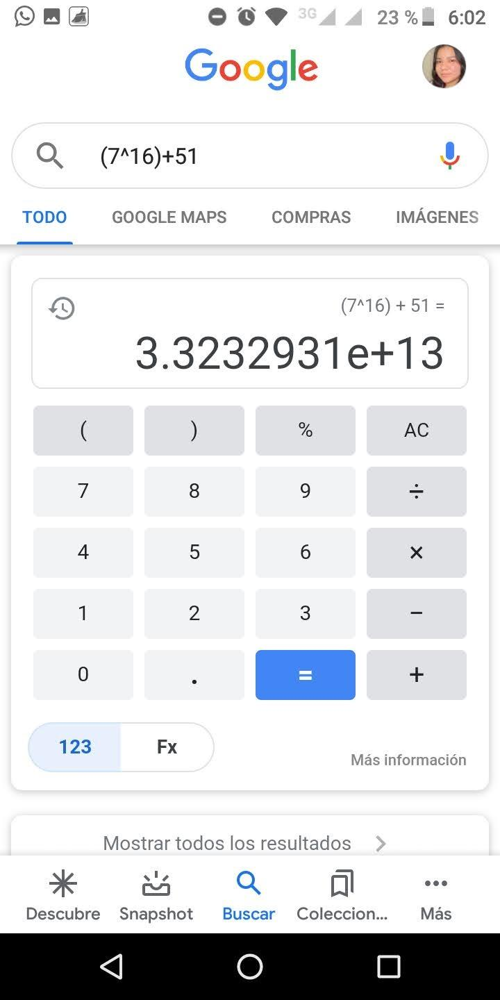 3G 23 % 6:02
Google
(7^16)+51
TODO GOOGLE MAPS COMPRAS IMÁGENES
(7^16) + 51 =
3.3232931e+13
( ) % AC
7 8 9 ÷
4 5 6 ×
1 2 3 −
0 . = +
123 Fx
Más información
Mostrar todos los resultados
Descubre Snapshot Buscar Coleccion... Más